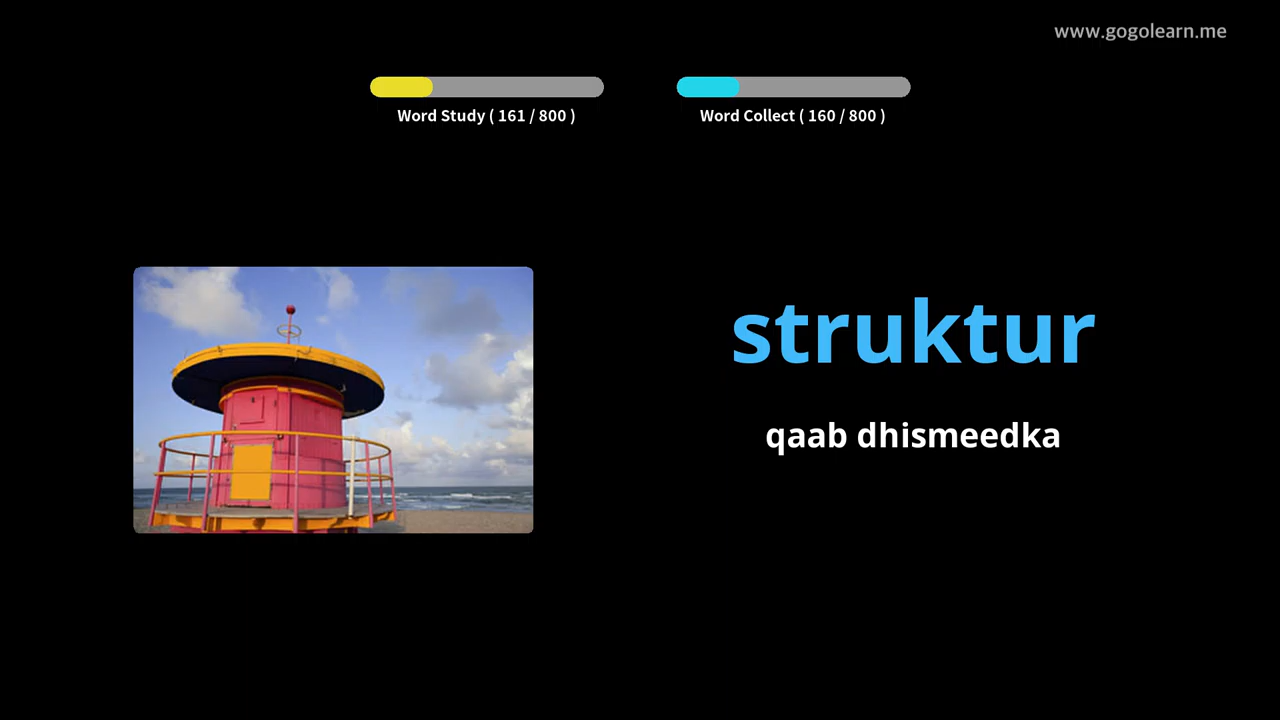 www.gogolearn.me
Word Study ( 161 / 800 )
Word Collect ( 160 / 800 )
struktur
qaab dhismeedka